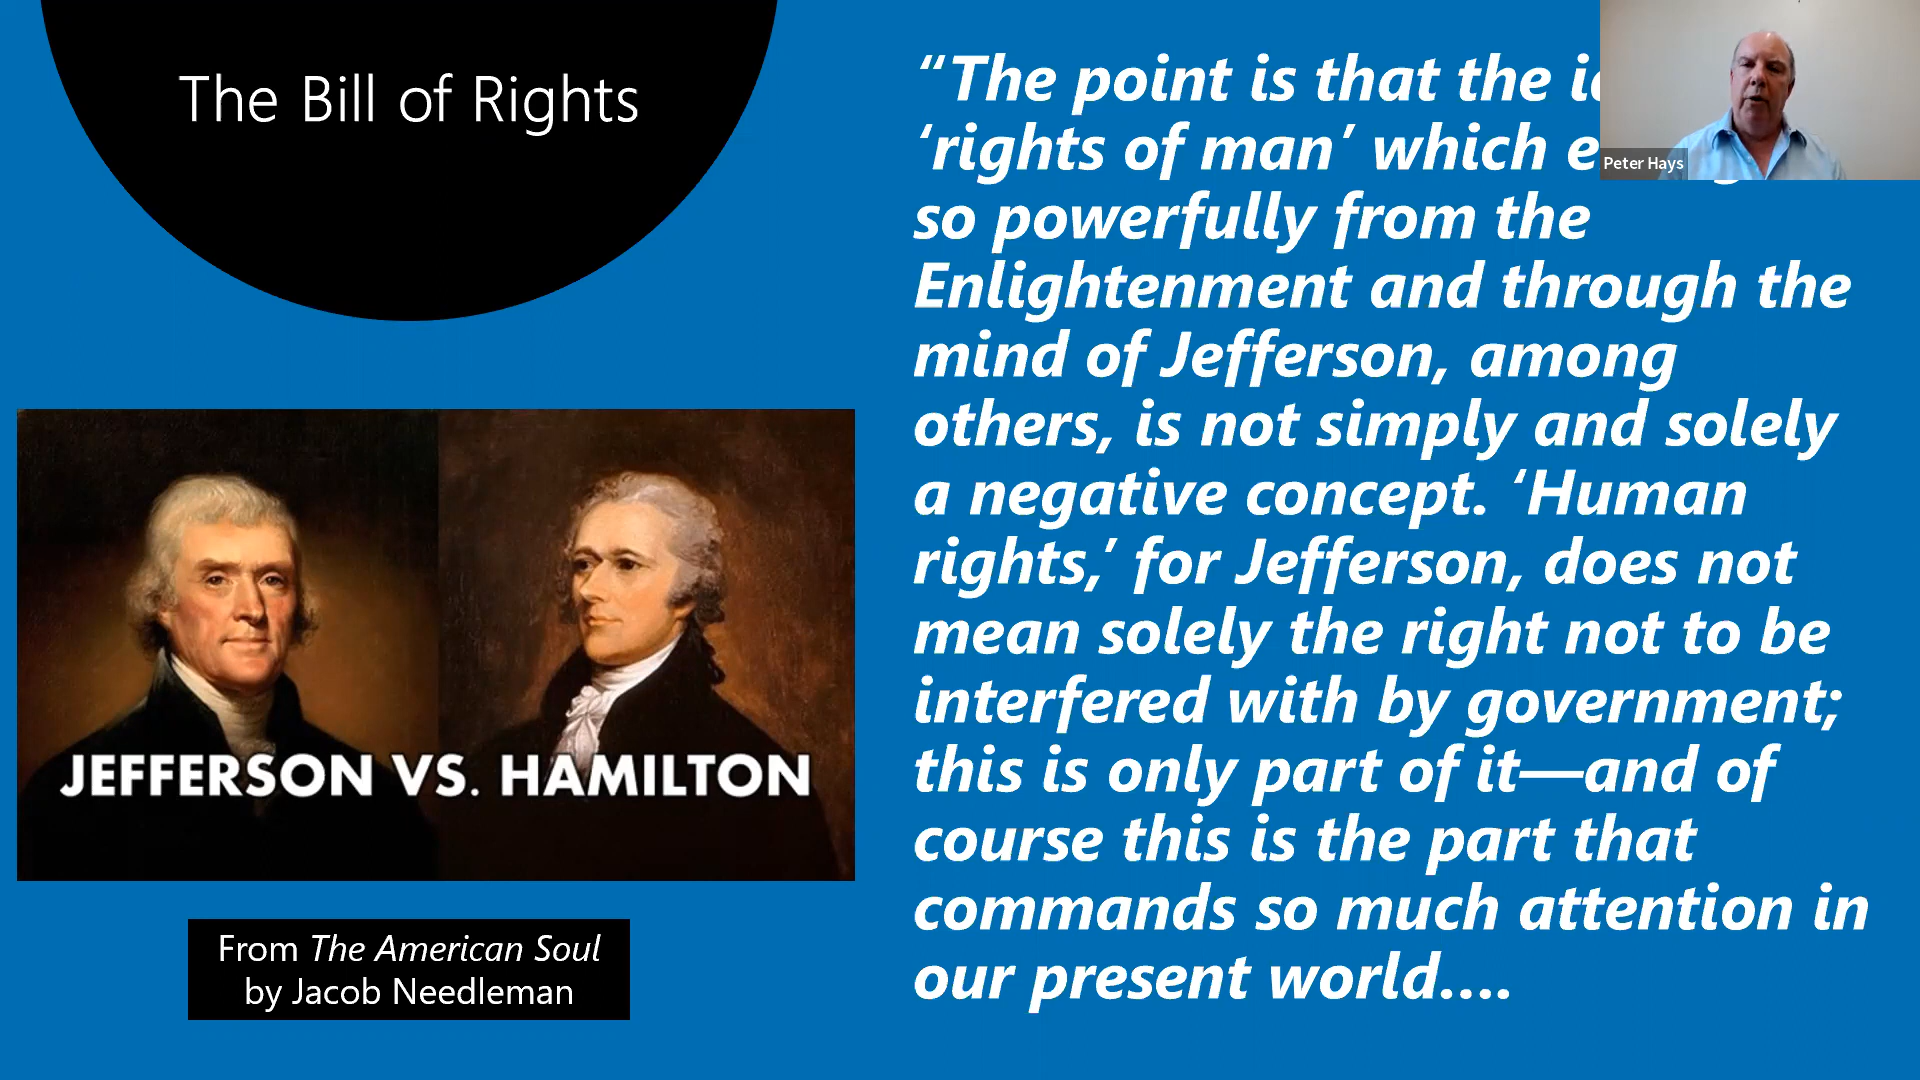 The Bill of Rights
“The point is that the
‘rights of man’ which
so powerfully from the
Enlightenment and through the
mind of Jefferson, among
others, is not simply and solely
a negative concept. ‘Human
rights,’ for Jefferson, does not
mean solely the right not to be
interfered with by government;
this is only part of it—and of
course this is the part that
commands so much attention in
our present world….
Peter Hays
JEFFERSON VS. HAMILTON
From The American Soul
by Jacob Needleman